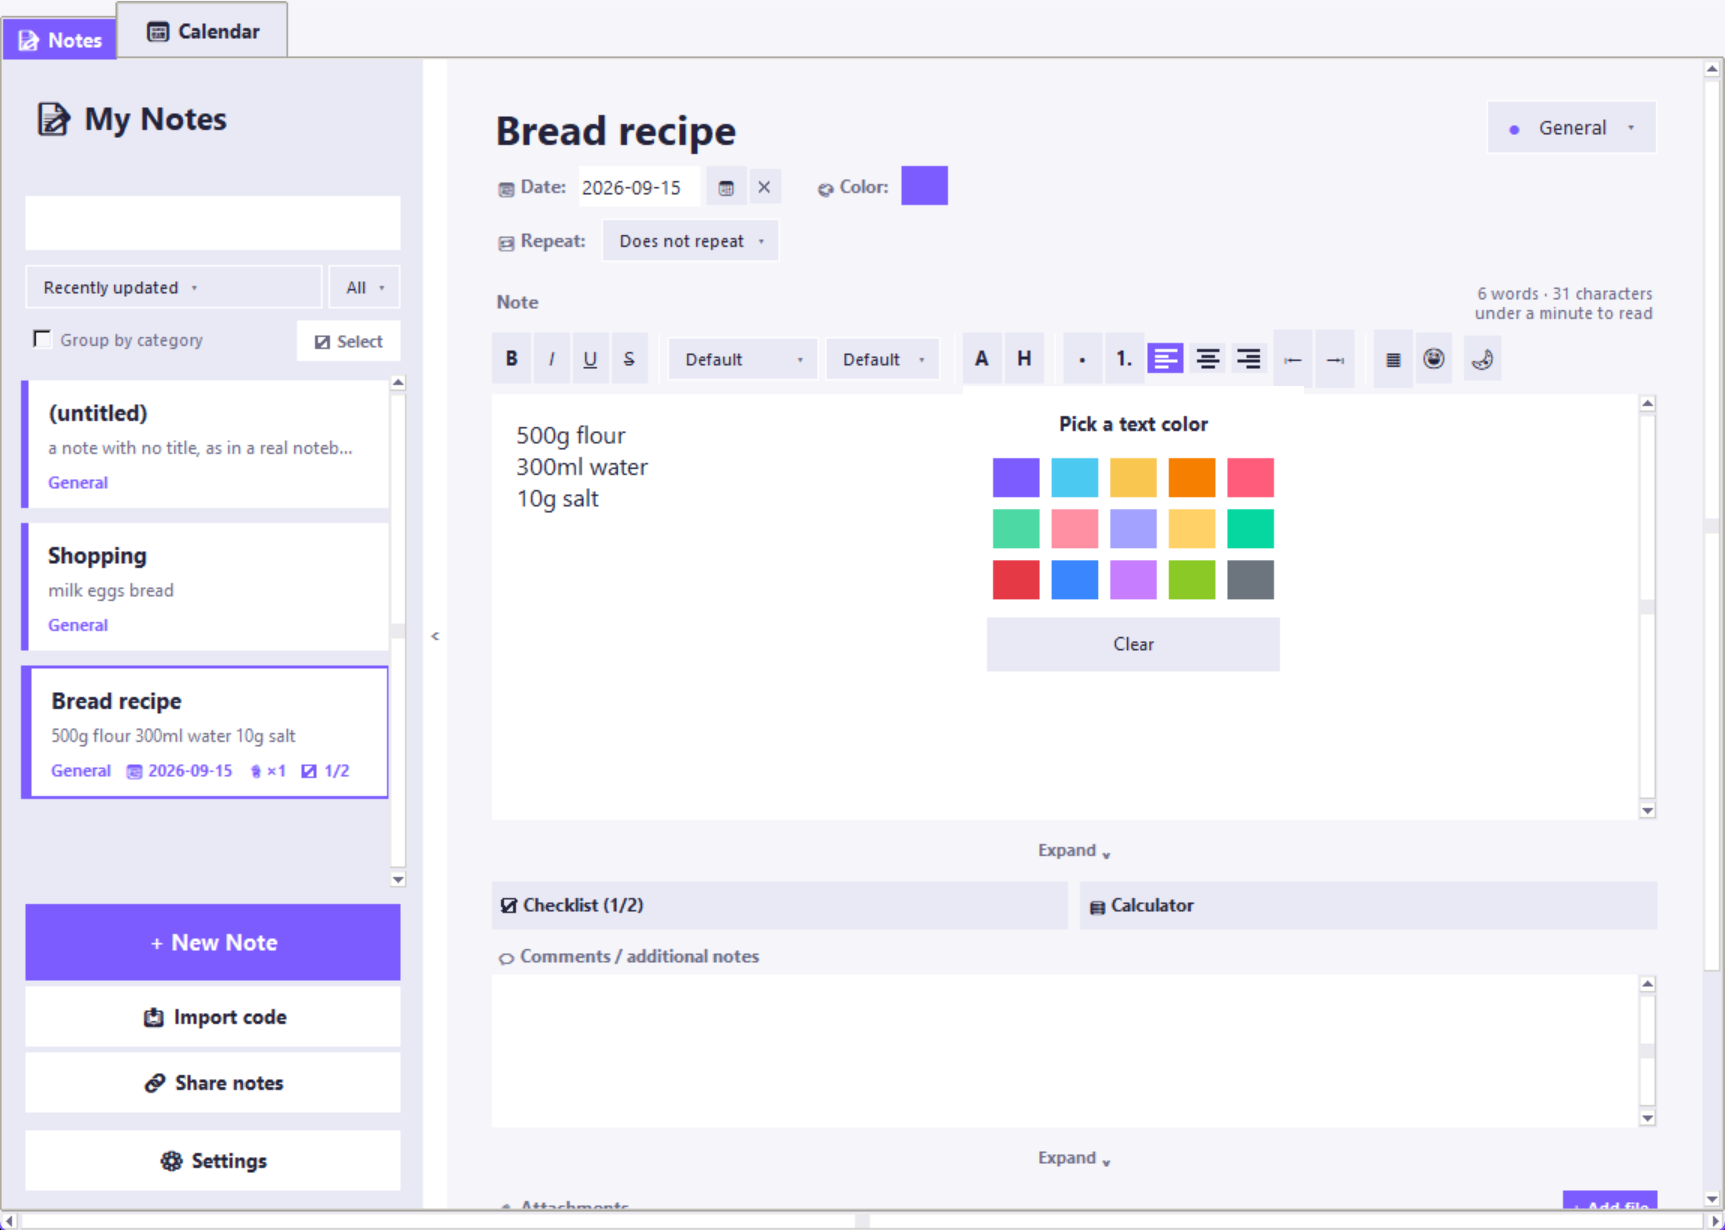 Notes
Calendar
My Notes
Recently updated
All
Group by category
Select
(untitled)
a note with no title, as in a real noteb...
General
Shopping
milk eggs bread
General
Bread recipe
500g flour 300ml water 10g salt
General 2026-09-15 ×1 1/2
+ New Note
Import code
Share notes
Settings
<
Bread recipe
General
Date: 2026-09-15 × Color:
Repeat: Does not repeat
Note
6 words · 31 characters
under a minute to read
B I U S Default Default A H • 1.
500g flour
300ml water
10g salt
Pick a text color
Clear
Expand
Checklist (1/2)
Calculator
Comments / additional notes
Expand
Attachments
+ Add file